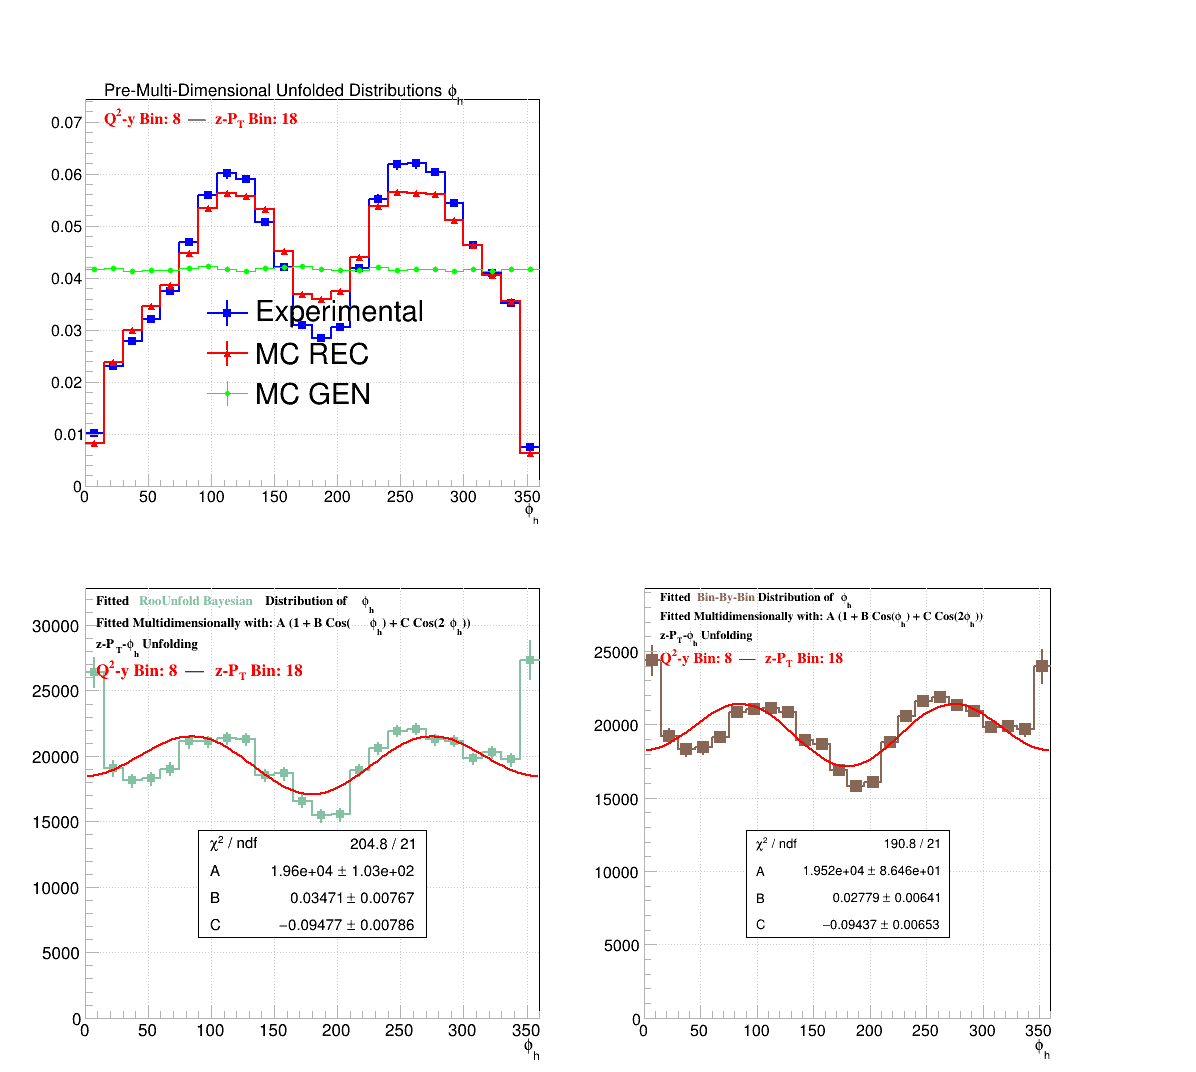 Pre-Multi-Dimensional Unfolded Distributions ϕh
Q²-y Bin: 8 — z-PT Bin: 18
0.07
0.06
0.05
0.04
0.03
0.02
0.01
0
Experimental
MC REC
MC GEN
0 50 100 150 200 250 300 350
ϕh
Fitted RooUnfold Bayesian Distribution of ϕh
Fitted Multidimensionally with: A (1 + B Cos( ϕh) + C Cos(2 ϕh))
z-PT-ϕh Unfolding
Q²-y Bin: 8 — z-PT Bin: 18
30000
25000
20000
15000
10000
5000
0
χ² / ndf 204.8 / 21
A 1.96e+04 ± 1.03e+02
B 0.03471 ± 0.00767
C −0.09477 ± 0.00786
0 50 100 150 200 250 300 350
ϕh
Fitted Bin-By-Bin Distribution of ϕh
Fitted Multidimensionally with: A (1 + B Cos(ϕh) + C Cos(2ϕh))
z-PT-ϕh Unfolding
Q²-y Bin: 8 — z-PT Bin: 18
25000
20000
15000
10000
5000
0
χ² / ndf 190.8 / 21
A 1.952e+04 ± 8.646e+01
B 0.02779 ± 0.00641
C −0.09437 ± 0.00653
0 50 100 150 200 250 300 350
ϕh